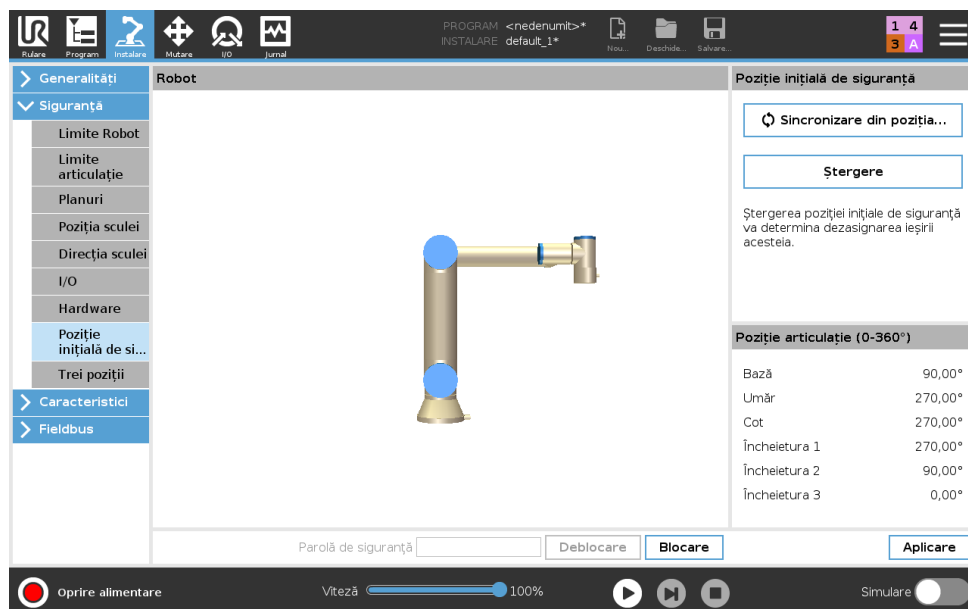 UR
Rulare
Program
Instalare
Mutare
I/O
Jurnal
PROGRAM <nedenumit>*
INSTALARE default_1*
Nou...
Deschide...
Salvare...
1 4
3 A
Generalități
Siguranță
Limite Robot
Limite
articulație
Planuri
Poziția sculei
Direcția sculei
I/O
Hardware
Poziție
inițială de si...
Trei poziții
Caracteristici
Fieldbus
Robot
Poziție inițială de siguranță
Sincronizare din poziția...
Ștergere
Ștergerea poziției inițiale de siguranță
va determina dezasignarea ieșirii
acesteia.
Poziție articulație (0-360°)
Bază 90,00°
Umăr 270,00°
Cot 270,00°
Încheietura 1 270,00°
Încheietura 2 90,00°
Încheietura 3 0,00°
Parolă de siguranță
Deblocare
Blocare
Aplicare
Oprire alimentare
Viteză 100%
Simulare